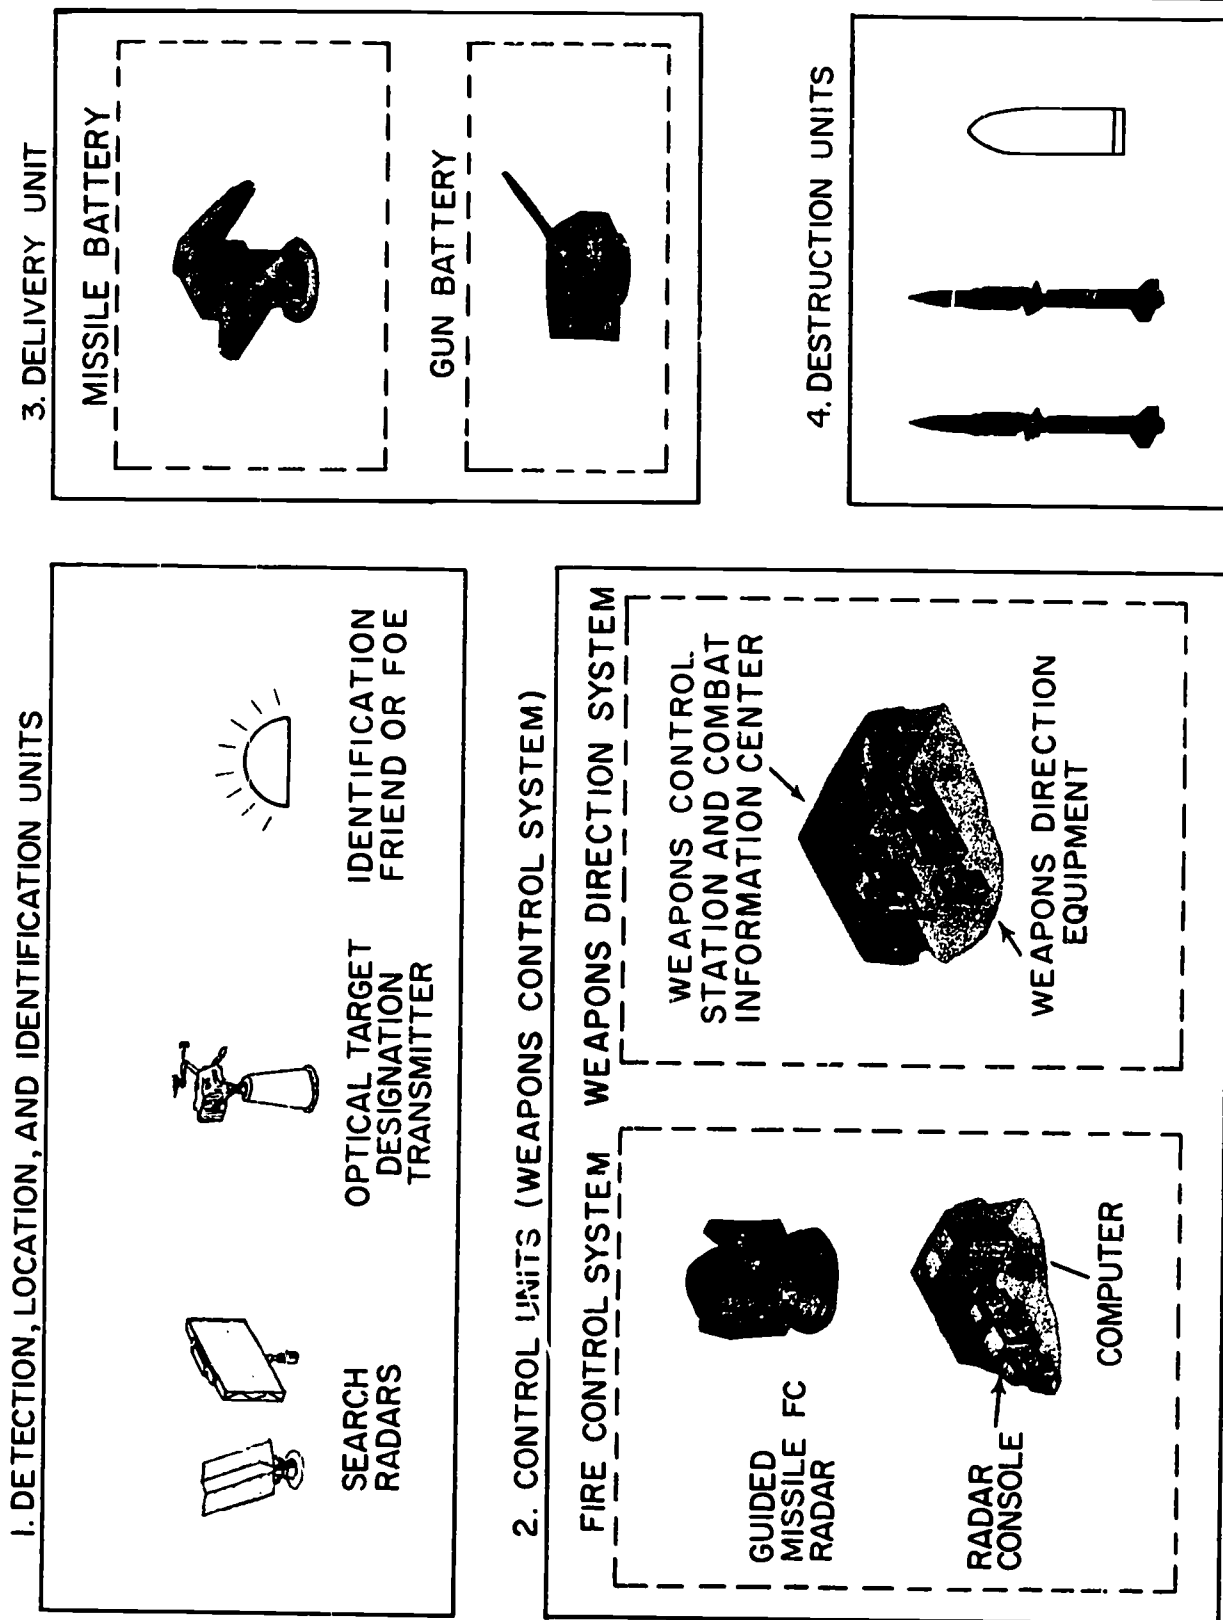 1. DETECTION, LOCATION, AND IDENTIFICATION UNITS
SEARCH
RADARS
OPTICAL TARGET
DESIGNATION
TRANSMITTER
IDENTIFICATION
FRIEND OR FOE
2. CONTROL UNITS (WEAPONS CONTROL SYSTEM)
FIRE CONTROL SYSTEM
GUIDED
MISSILE FC
RADAR
RADAR
CONSOLE
COMPUTER
WEAPONS DIRECTION SYSTEM
WEAPONS CONTROL
STATION AND COMBAT
INFORMATION CENTER
WEAPONS DIRECTION
EQUIPMENT
3. DELIVERY UNIT
MISSILE BATTERY
GUN BATTERY
4. DESTRUCTION UNITS